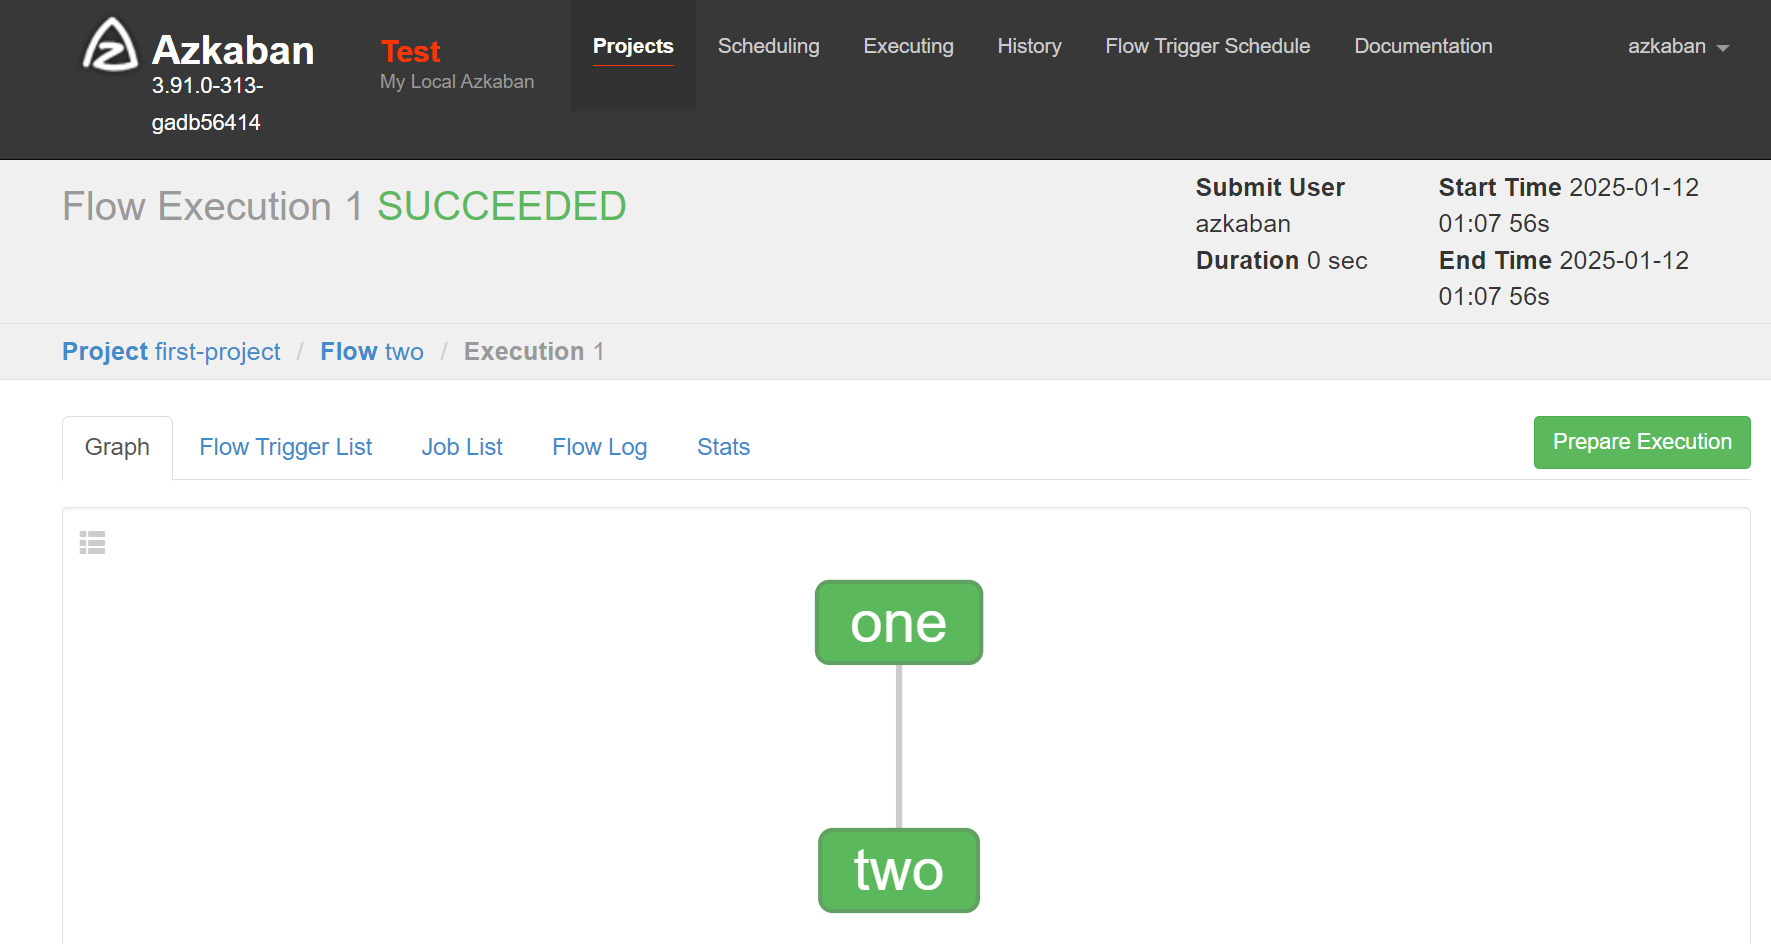 Azkaban
3.91.0-313-
gadb56414
Test
My Local Azkaban
Projects
Scheduling
Executing
History
Flow Trigger Schedule
Documentation
azkaban
Flow Execution 1 SUCCEEDED
Submit User
azkaban
Duration 0 sec
Start Time 2025-01-12
01:07 56s
End Time 2025-01-12
01:07 56s
Project first-project / Flow two / Execution 1
Graph
Flow Trigger List
Job List
Flow Log
Stats
Prepare Execution
one
two